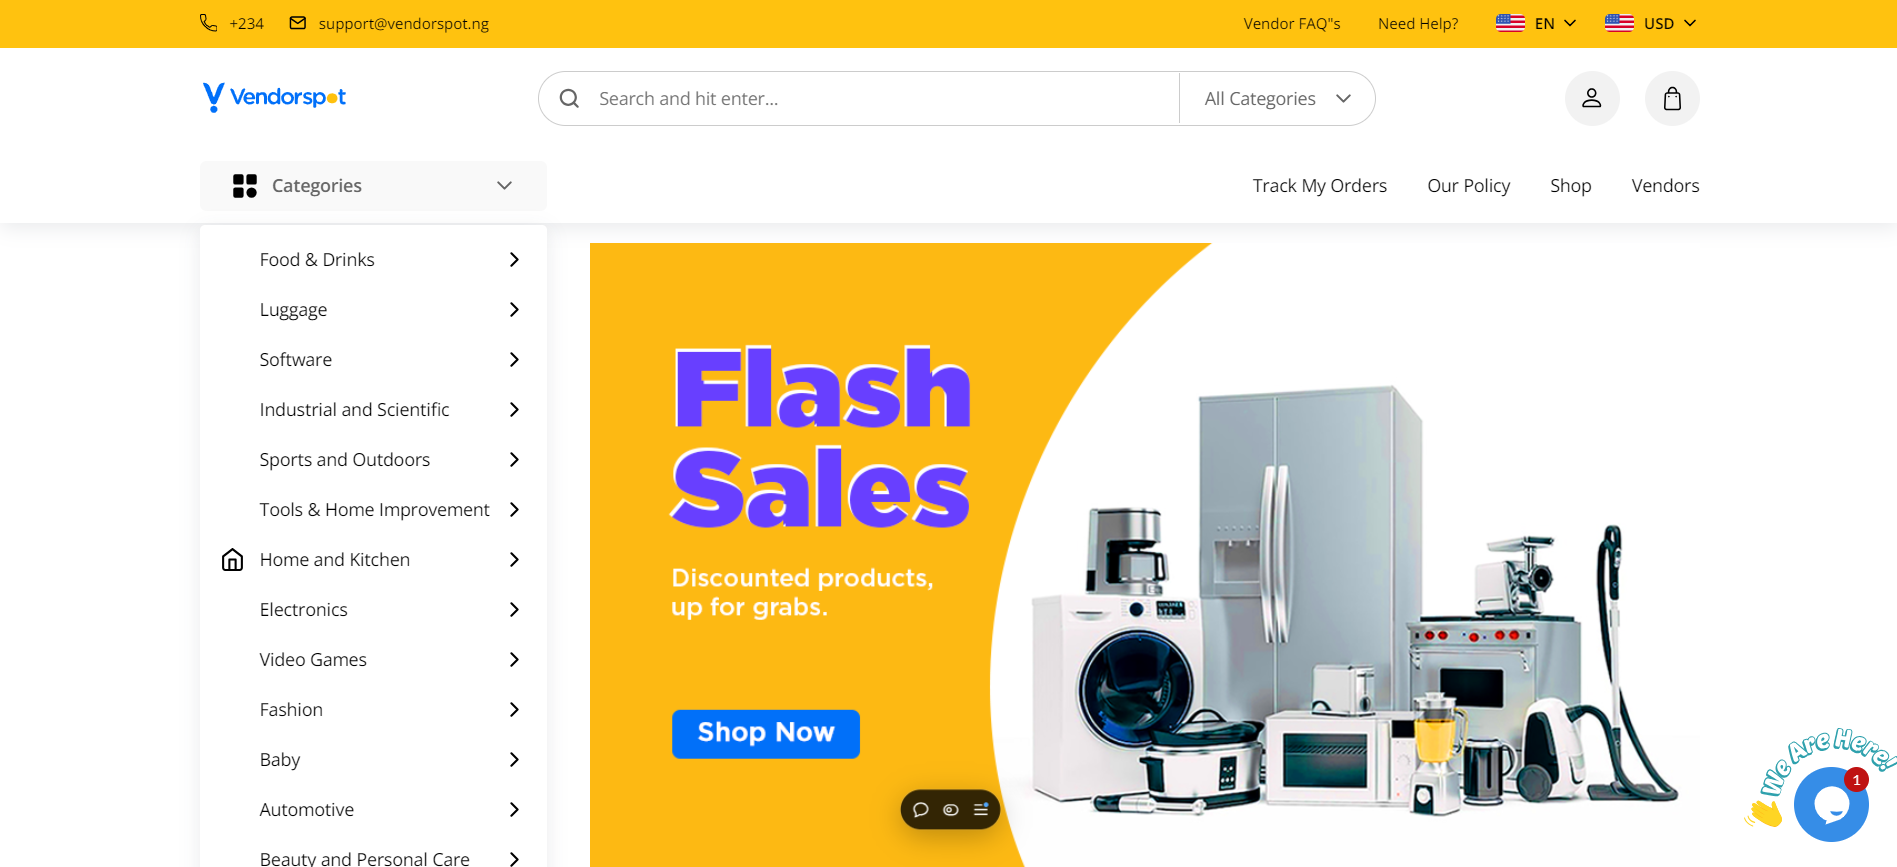 +234
support@vendorspot.ng
Vendor FAQ"s
Need Help?
EN
USD
Vendorspot
Search and hit enter...
All Categories
Categories
Track My Orders
Our Policy
Shop
Vendors
Food & Drinks
Luggage
Software
Industrial and Scientific
Sports and Outdoors
Tools & Home Improvement
Home and Kitchen
Electronics
Video Games
Fashion
Baby
Automotive
Beauty and Personal Care
Flash
Sales
Discounted products,
up for grabs.
Shop Now
We Are Here!
1